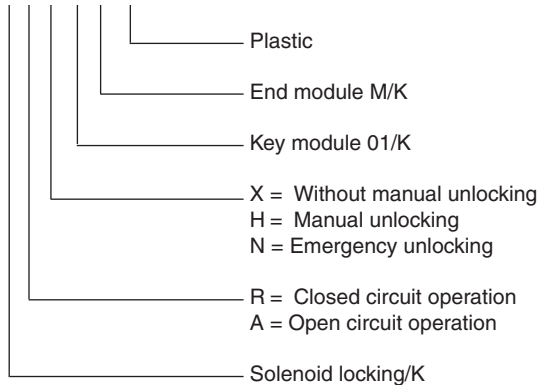 Plastic
End module M/K
Key module 01/K
X = Without manual unlocking
H = Manual unlocking
N = Emergency unlocking
R = Closed circuit operation
A = Open circuit operation
Solenoid locking/K